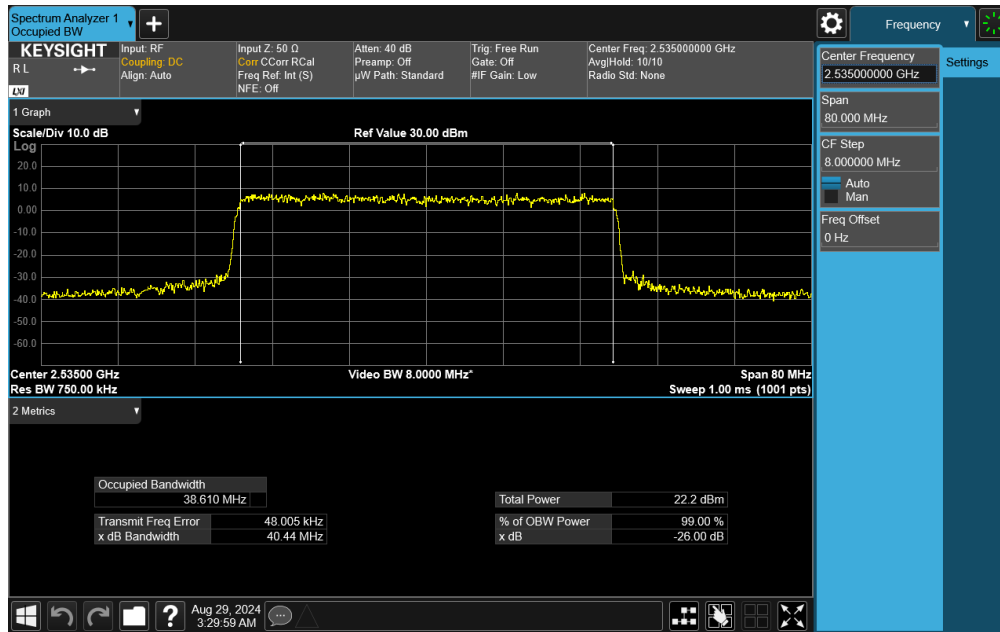 Spectrum Analyzer 1
Occupied BW
Frequency
KEYSIGHT
R L
LXI
Input: RF
Coupling: DC
Align: Auto
Input Z: 50 Ω
Corr CCorr RCal
Freq Ref: Int (S)
NFE: Off
Atten: 40 dB
Preamp: Off
µW Path: Standard
Trig: Free Run
Gate: Off
#IF Gain: Low
Center Freq: 2.535000000 GHz
Avg|Hold: 10/10
Radio Std: None
Center Frequency
2.535000000 GHz
Settings
Span
80.000 MHz
CF Step
8.000000 MHz
Auto
Man
Freq Offset
0 Hz
1 Graph
Scale/Div 10.0 dB
Ref Value 30.00 dBm
Log
20.0
10.0
0.00
-10.0
-20.0
-30.0
-40.0
-50.0
-60.0
Center 2.53500 GHz
Video BW 8.0000 MHz*
Span 80 MHz
Res BW 750.00 kHz
Sweep 1.00 ms (1001 pts)
2 Metrics
Occupied Bandwidth
38.610 MHz
Total Power 22.2 dBm
Transmit Freq Error 48.005 kHz
% of OBW Power 99.00 %
x dB Bandwidth 40.44 MHz
x dB -26.00 dB
Aug 29, 2024
3:29:59 AM